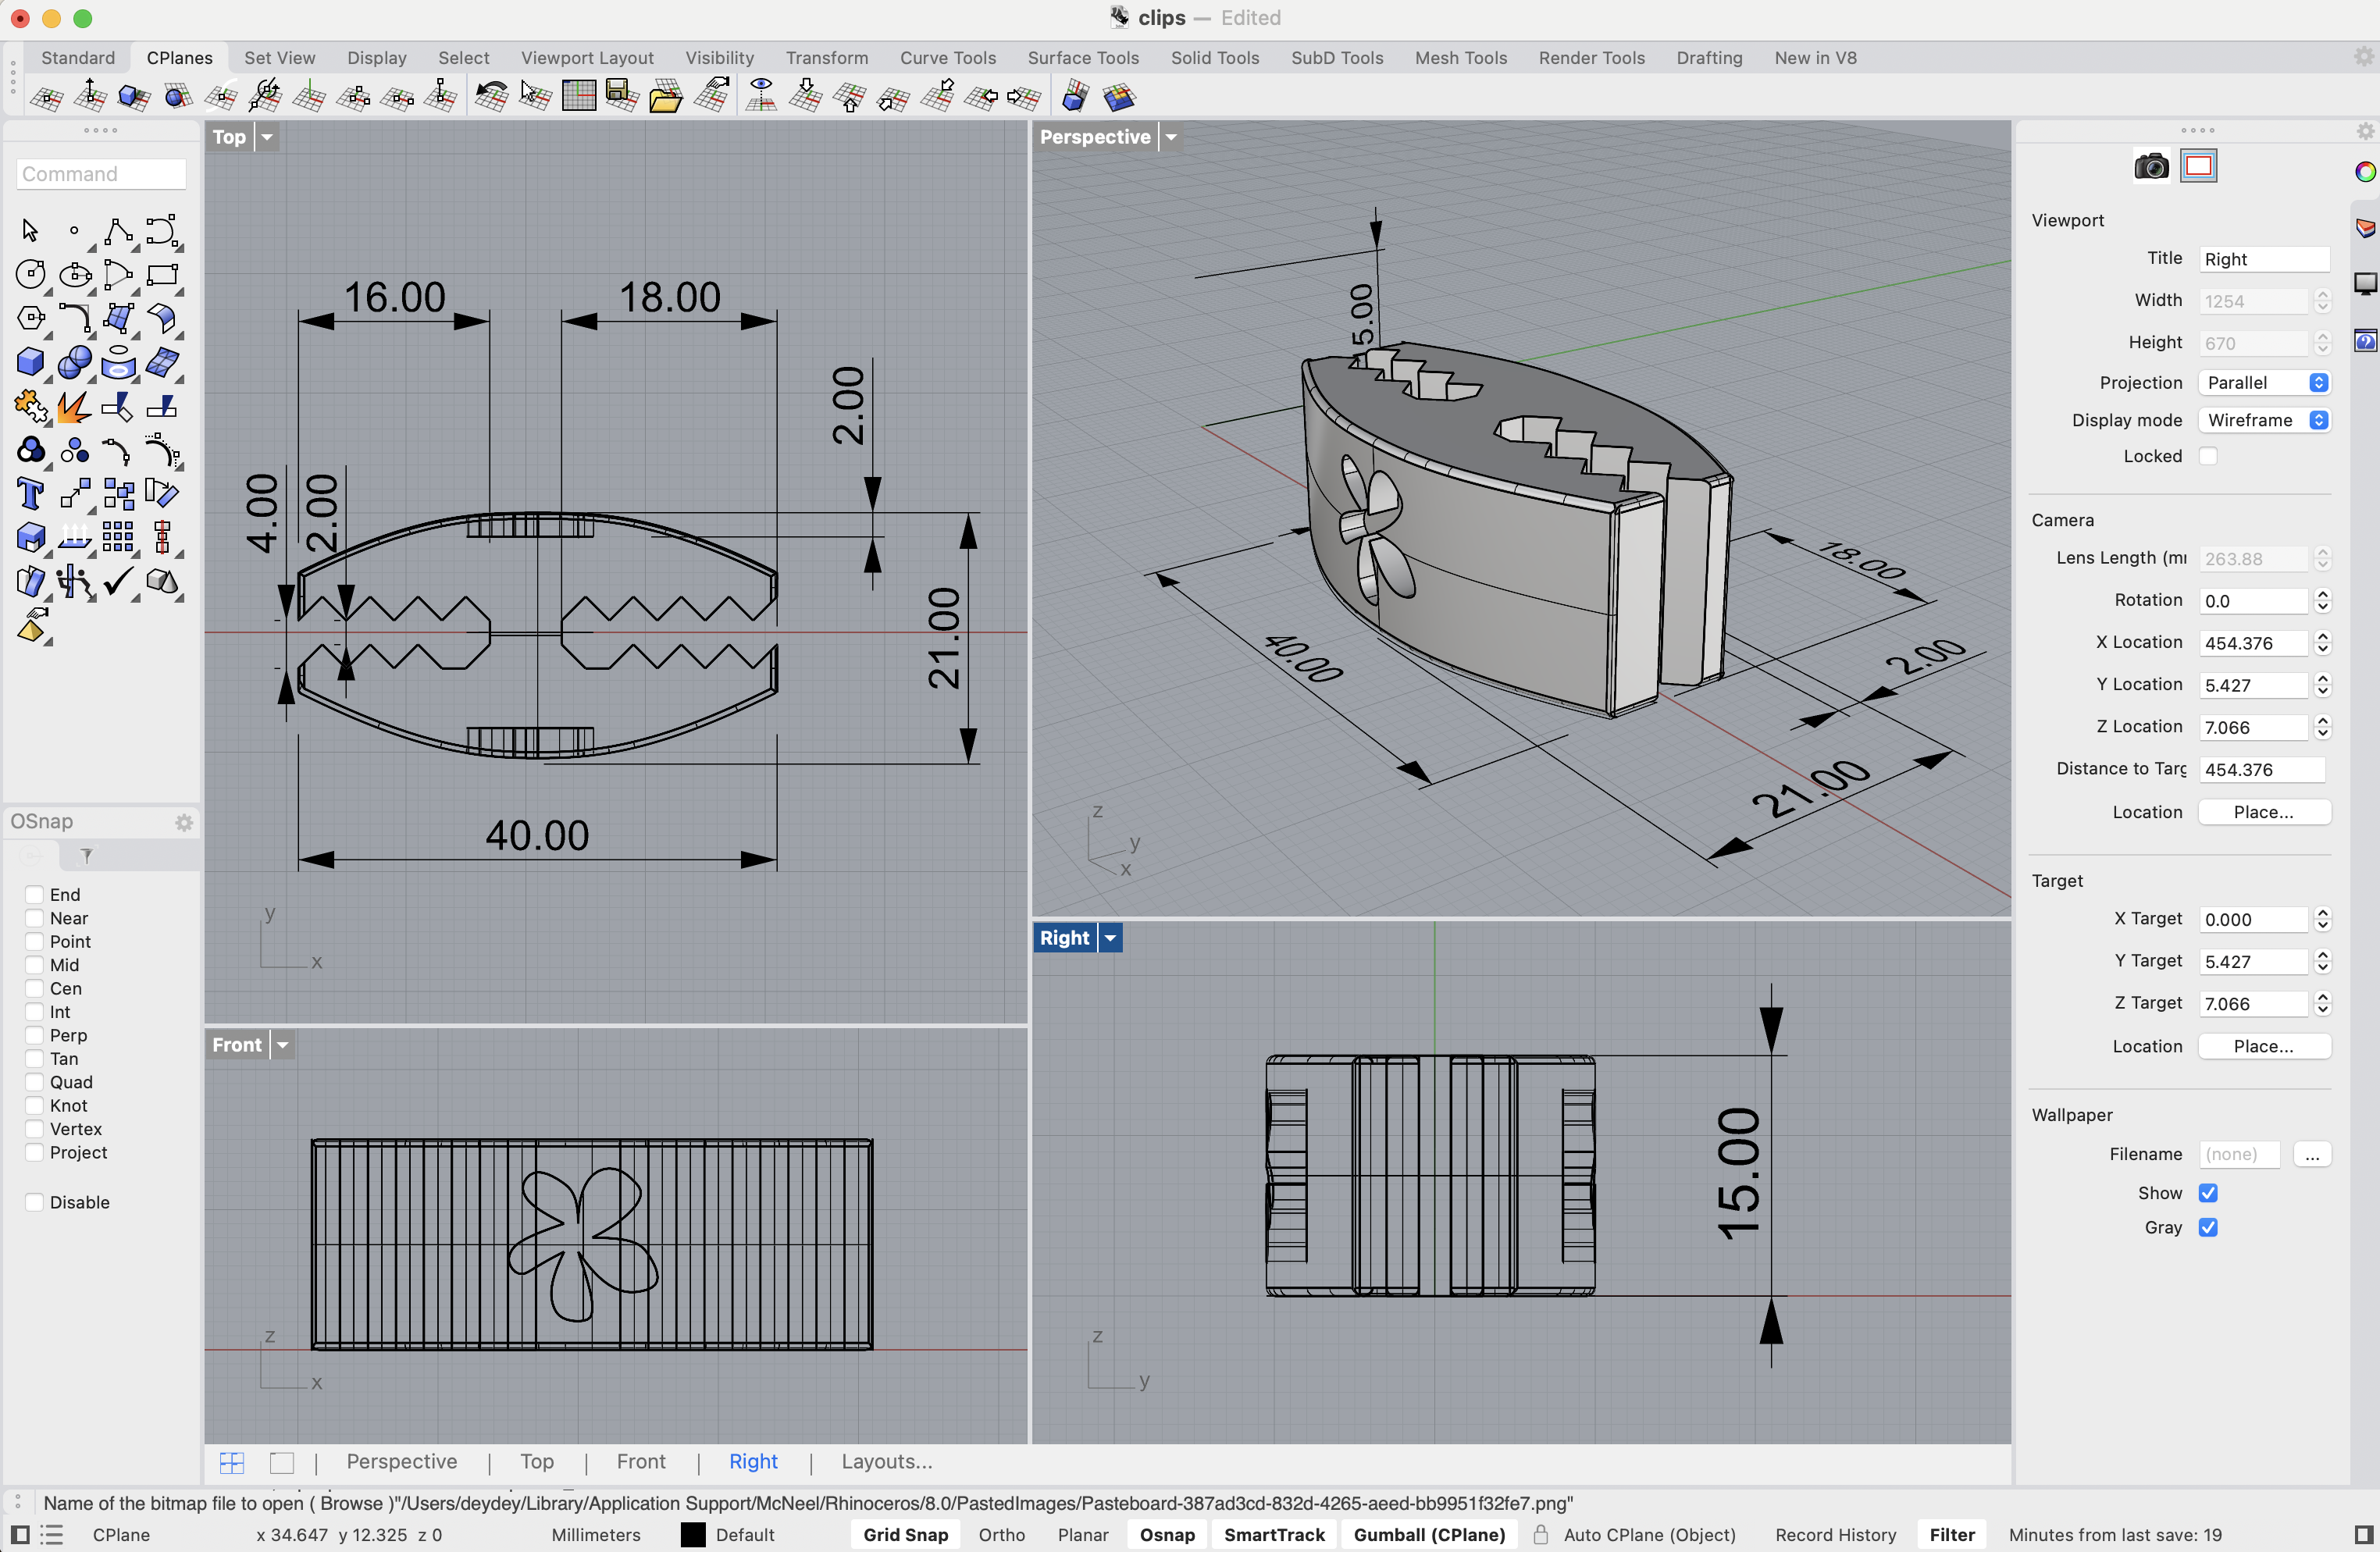 clips — Edited
Standard CPlanes Set View Display Select Viewport Layout Visibility Transform Curve Tools Surface Tools Solid Tools SubD Tools Mesh Tools Render Tools Drafting New in V8
Command
Top
16.00
18.00
2.00
4.00
2.00
21.00
40.00
y
x
Perspective
5.00
18.00
40.00
2.00
21.00
z
y
x
Front
z
x
Right
15.00
z
y
OSnap
End
Near
Point
Mid
Cen
Int
Perp
Tan
Quad
Knot
Vertex
Project
Disable
Viewport
Title Right
Width 1254
Height 670
Projection Parallel
Display mode Wireframe
Locked
Camera
Lens Length (mm 263.88
Rotation 0.0
X Location 454.376
Y Location 5.427
Z Location 7.066
Distance to Targ 454.376
Location Place...
Target
X Target 0.000
Y Target 5.427
Z Target 7.066
Location Place...
Wallpaper
Filename (none) ...
Show
Gray
Perspective Top Front Right Layouts...
Name of the bitmap file to open ( Browse )"/Users/deydey/Library/Application Support/McNeel/Rhinoceros/8.0/PastedImages/Pasteboard-387ad3cd-832d-4265-aeed-bb9951f32fe7.png"
CPlane x 34.647 y 12.325 z 0 Millimeters Default Grid Snap Ortho Planar Osnap SmartTrack Gumball (CPlane) Auto CPlane (Object) Record History Filter Minutes from last save: 19